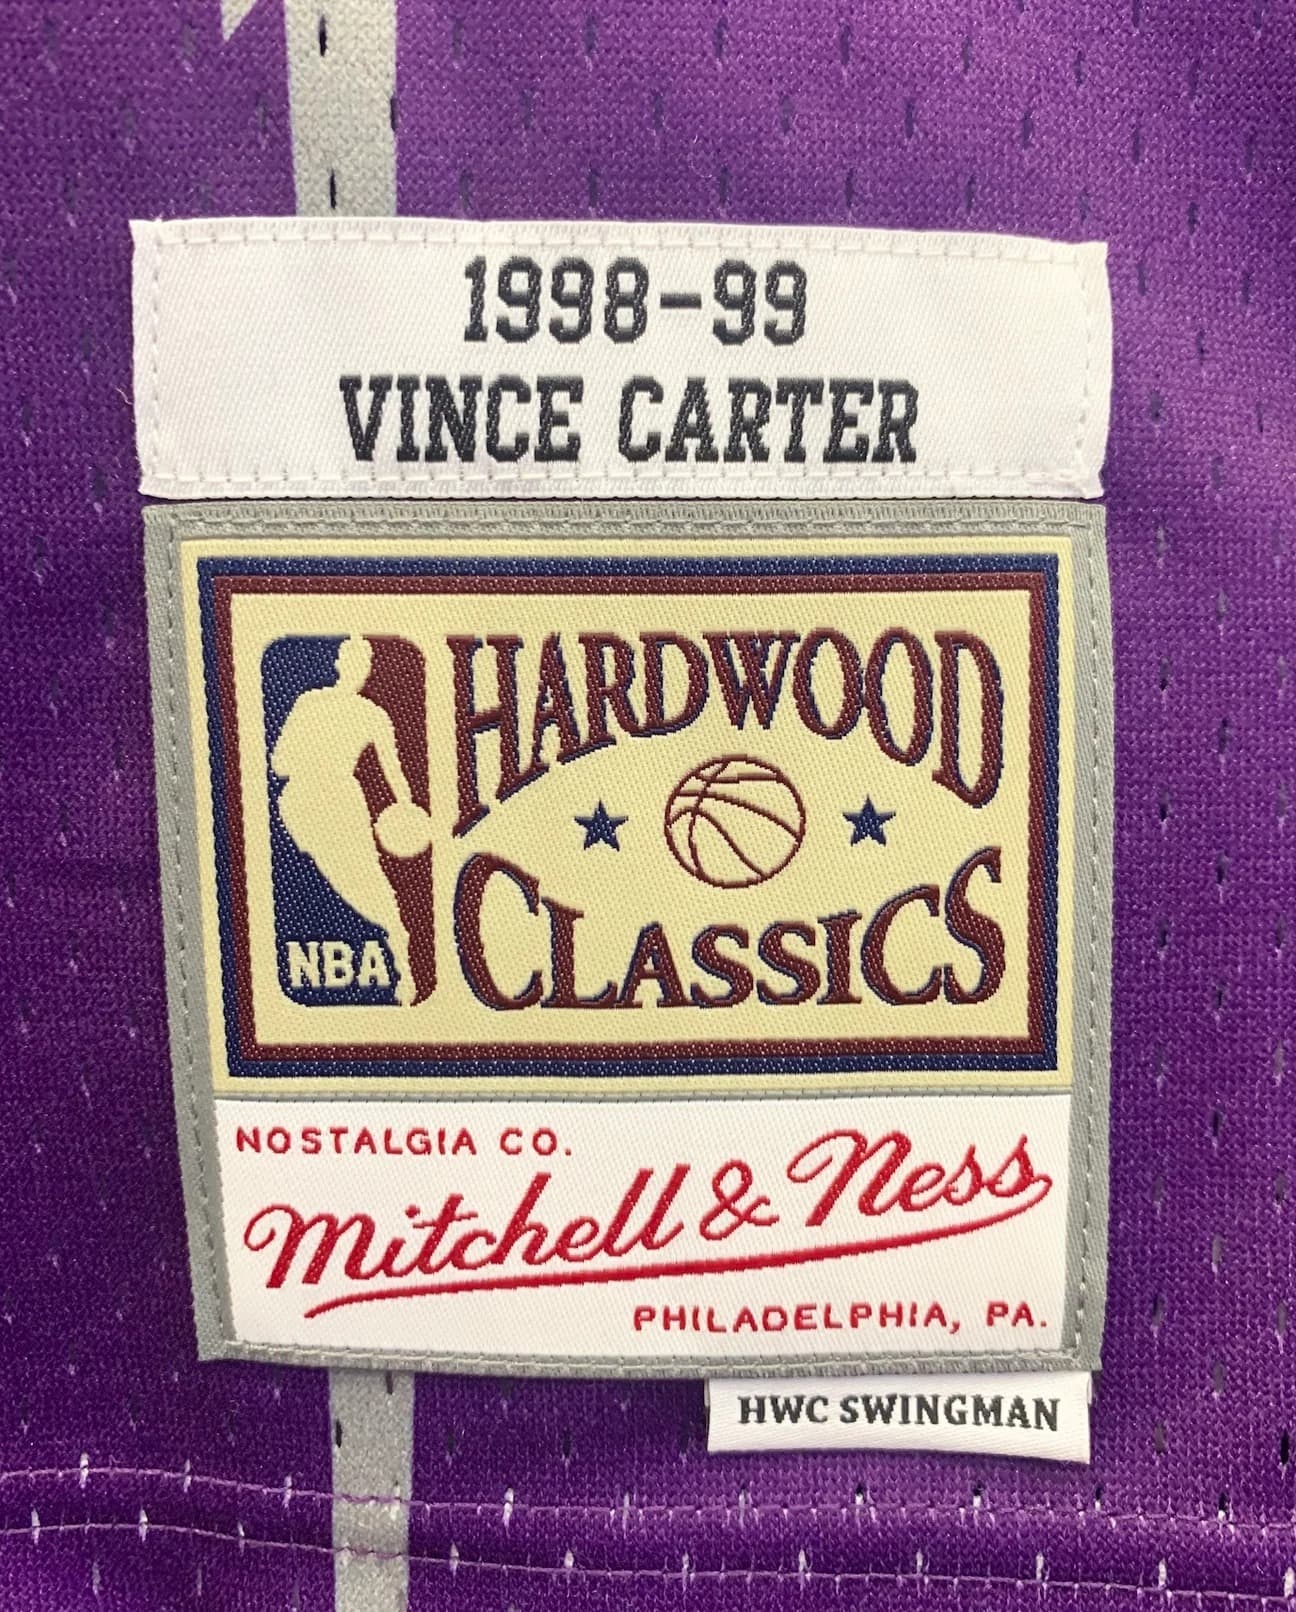 1998-99
VINCE CARTER
HARDWOOD
CLASSICS
NBA
NOSTALGIA CO.
Mitchell & Ness
PHILADELPHIA, PA.
HWC SWINGMAN